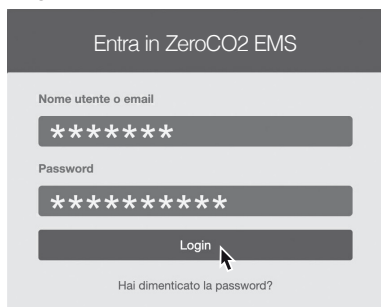 Entra in ZeroCO2 EMS
Nome utente o email
*******
Password
**********
Login
Hai dimenticato la password?